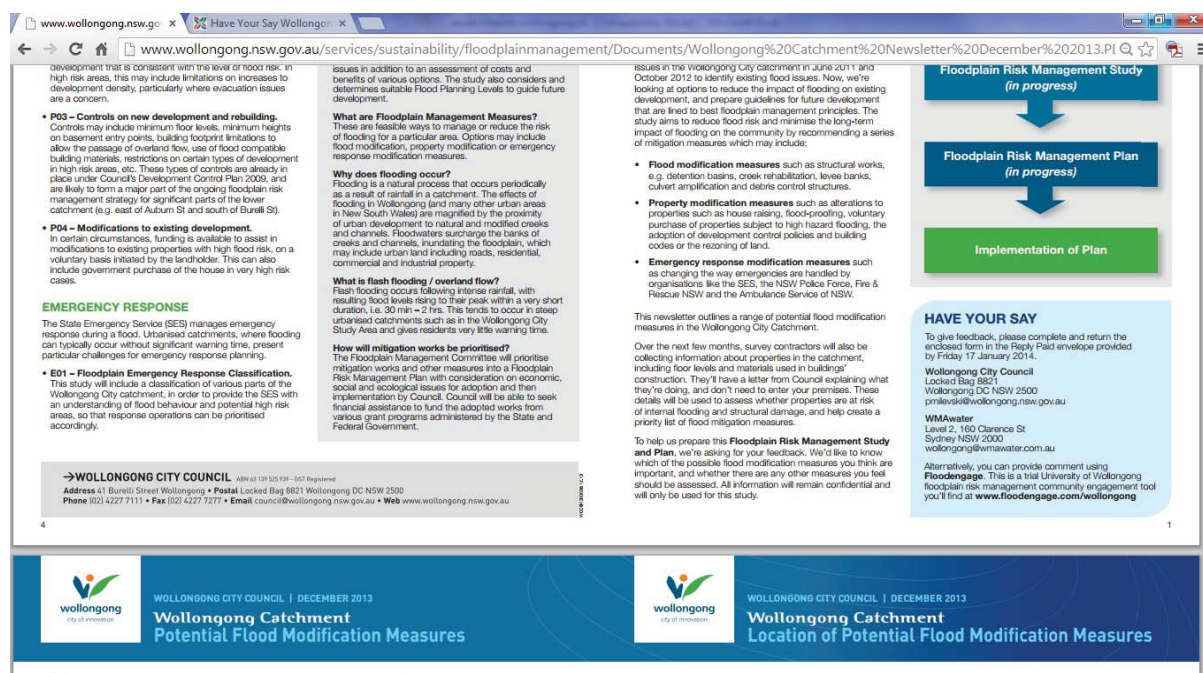 www.wollongong.nsw.go
Have Your Say Wollongon
www.wollongong.nsw.gov.au/services/sustainability/floodplainmanagement/Documents/Wollongong%20Catchment%20Newsletter%20December%202013.PI
development that is consistent with the level of flood risk. In
high risk areas, this may include limitations on increases to
development density, particularly where evacuation issues
are a concern.
• P03 – Controls on new development and rebuilding.
Controls may include minimum floor levels, minimum heights
on basement entry points, building footprint limitations to
allow the passage of overland flow, use of flood compatible
building materials, restrictions on certain types of development
in high risk areas, etc. These types of controls are already in
place under Council's Development Control Plan 2009, and
are likely to form a major part of the ongoing floodplain risk
management strategy for significant parts of the lower
catchment (e.g. east of Auburn St and south of Burelli St).
• P04 – Modifications to existing development.
In certain circumstances, funding is available to assist in
modifications to existing properties with high flood risk, on a
voluntary basis initiated by the landholder. This can also
include government purchase of the house in very high risk
cases.
EMERGENCY RESPONSE
The State Emergency Service (SES) manages emergency
response during a flood. Urbanised catchments, where flooding
can typically occur without significant warning time, present
particular challenges for emergency response planning.
• E01 – Floodplain Emergency Response Classification.
This study will include a classification of various parts of the
Wollongong City catchment, in order to provide the SES with
an understanding of flood behaviour and potential high risk
areas, so that response operations can be prioritised
accordingly.
issues in addition to an assessment of costs and
benefits of various options. The study also considers and
determines suitable Flood Planning Levels to guide future
development.
What are Floodplain Management Measures?
These are feasible ways to manage or reduce the risk
of flooding for a particular area. Options may include
flood modification, property modification or emergency
response modification measures.
Why does flooding occur?
Flooding is a natural process that occurs periodically
as a result of rainfall in a catchment. The effects of
flooding in Wollongong (and many other urban areas
in New South Wales) are magnified by the proximity
of urban development to natural and modified creeks
and channels. Floodwaters surcharge the banks of
creeks and channels, inundating the floodplain, which
may include urban land including roads, residential,
commercial and industrial property.
What is flash flooding / overland flow?
Flash flooding occurs following intense rainfall, with
resulting flood levels rising to their peak within a very short
duration, i.e. 30 min – 2 hrs. This tends to occur in steep
urbanised catchments such as in the Wollongong City
Study Area and gives residents very little warning time.
How will mitigation works be prioritised?
The Floodplain Management Committee will prioritise
mitigation works and other measures into a Floodplain
Risk Management Plan with consideration on economic,
social and ecological issues for adoption and then
implementation by Council. Council will be able to seek
financial assistance to fund the adopted works from
various grant programs administered by the State and
Federal Government.
→WOLLONGONG CITY COUNCIL ABN 63 139 525 939 - GST Registered
Address 41 Burelli Street Wollongong • Postal Locked Bag 8821 Wollongong DC NSW 2500
Phone (02) 4227 7111 • Fax (02) 4227 7277 • Email council@wollongong.nsw.gov.au • Web www.wollongong.nsw.gov.au
4
issues in the Wollongong City catchment in June 2011 and
October 2012 to identify existing flood issues. Now, we're
looking at options to reduce the impact of flooding on existing
development, and prepare guidelines for future development
that are lined to best floodplain management principles. The
study aims to reduce flood risk and minimise the long-term
impact of flooding on the community by recommending a series
of mitigation measures which may include:
• Flood modification measures such as structural works,
e.g. detention basins, creek rehabilitation, levee banks,
culvert amplification and debris control structures.
• Property modification measures such as alterations to
properties such as house raising, flood-proofing, voluntary
purchase of properties subject to high hazard flooding, the
adoption of development control policies and building
codes or the rezoning of land.
• Emergency response modification measures such
as changing the way emergencies are handled by
organisations like the SES, the NSW Police Force, Fire &
Rescue NSW and the Ambulance Service of NSW.
This newsletter outlines a range of potential flood modification
measures in the Wollongong City Catchment.
Over the next few months, survey contractors will also be
collecting information about properties in the catchment,
including floor levels and materials used in buildings'
construction. They'll have a letter from Council explaining what
they're doing, and don't need to enter your premises. These
details will be used to assess whether properties are at risk
of internal flooding and structural damage, and help create a
priority list of flood mitigation measures.
To help us prepare this Floodplain Risk Management Study
and Plan, we're asking for your feedback. We'd like to know
which of the possible flood modification measures you think are
important, and whether there are any other measures you feel
should be assessed. All information will remain confidential and
will only be used for this study.
Floodplain Risk Management Study
(in progress)
Floodplain Risk Management Plan
(in progress)
Implementation of Plan
HAVE YOUR SAY
To give feedback, please complete and return the
enclosed form in the Reply Paid envelope provided
by Friday 17 January 2014.
Wollongong City Council
Locked Bag 8821
Wollongong DC NSW 2500
pmilevski@wollongong.nsw.gov.au
WMAwater
Level 2, 160 Clarence St
Sydney NSW 2000
wollongong@wmawater.com.au
Alternatively, you can provide comment using
Floodengage. This is a trial University of Wollongong
floodplain risk management community engagement tool
you'll find at www.floodengage.com/wollongong
1
wollongong
city of innovation
WOLLONGONG CITY COUNCIL | DECEMBER 2013
Wollongong Catchment
Potential Flood Modification Measures
wollongong
city of innovation
WOLLONGONG CITY COUNCIL | DECEMBER 2013
Wollongong Catchment
Location of Potential Flood Modification Measures